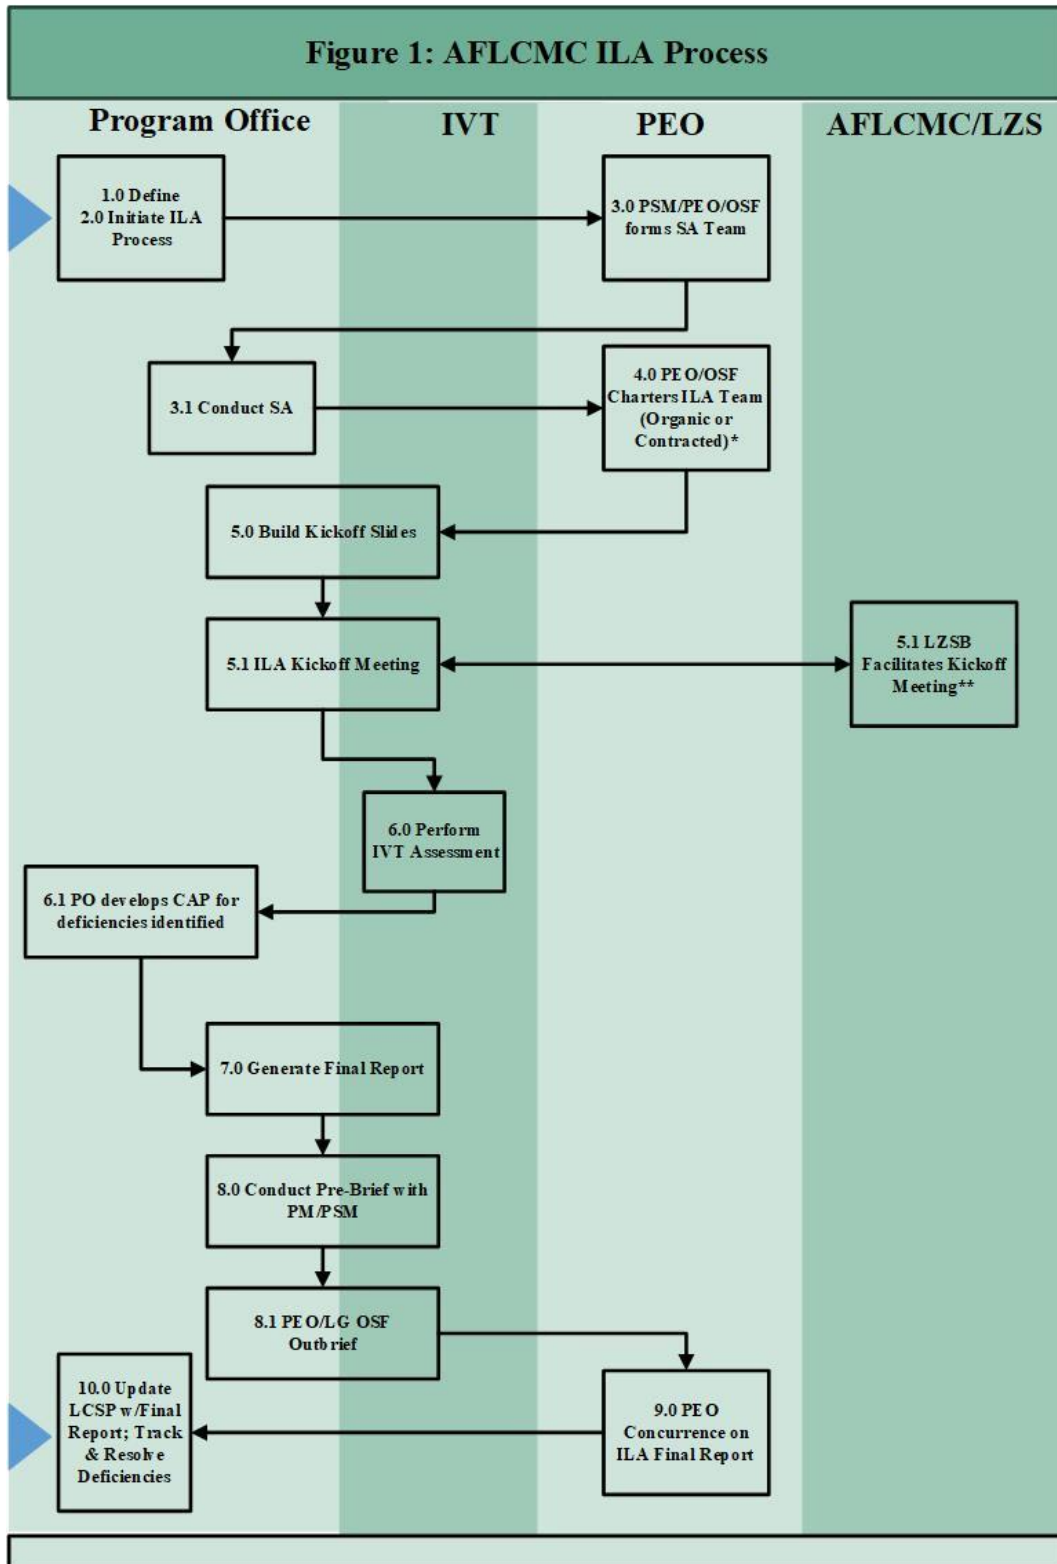 Figure 1: AFLCMC ILA Process
Program Office
IVT
PEO
AFLCMC/LZS
1.0 Define
2.0 Initiate ILA
Process
3.0 PSM/PEO/OSF
forms SA Team
3.1 Conduct SA
4.0 PEO/OSF
Charters ILA Team
(Organic or
Contracted)*
5.0 Build Kickoff Slides
5.1 ILA Kickoff Meeting
5.1 LZSB
Facilitates Kickoff
Meeting**
6.0 Perform
IVT Assessment
6.1 PO develops CAP for
deficiencies identified
7.0 Generate Final Report
8.0 Conduct Pre-Brief with
PM/PSM
8.1 PEO/LG OSF
Outbrief
9.0 PEO
Concurrence on
ILA Final Report
10.0 Update
LCSP w/Final
Report; Track
& Resolve
Deficiencies